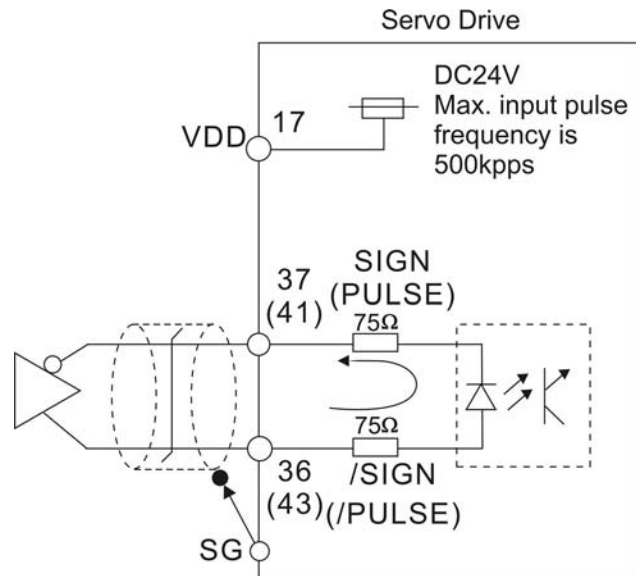 Servo Drive
DC24V
Max. input pulse
frequency is
500kpps
VDD
17
37
(41)
SIGN
(PULSE)
75Ω
75Ω
36
(43)
/SIGN
(/PULSE)
SG